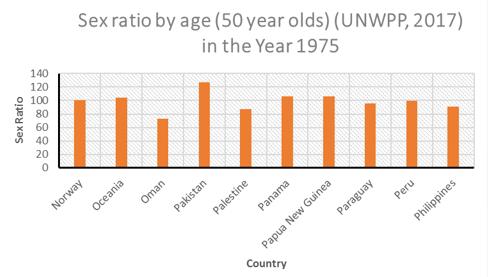 Sex ratio by age (50 year olds) (UNWPP, 2017)
in the Year 1975
Sex Ratio
140
120
100
80
60
40
20
0
Norway
Oceania
Oman
Pakistan
Palestine
Panama
Papua New Guinea
Paraguay
Peru
Philippines
Country